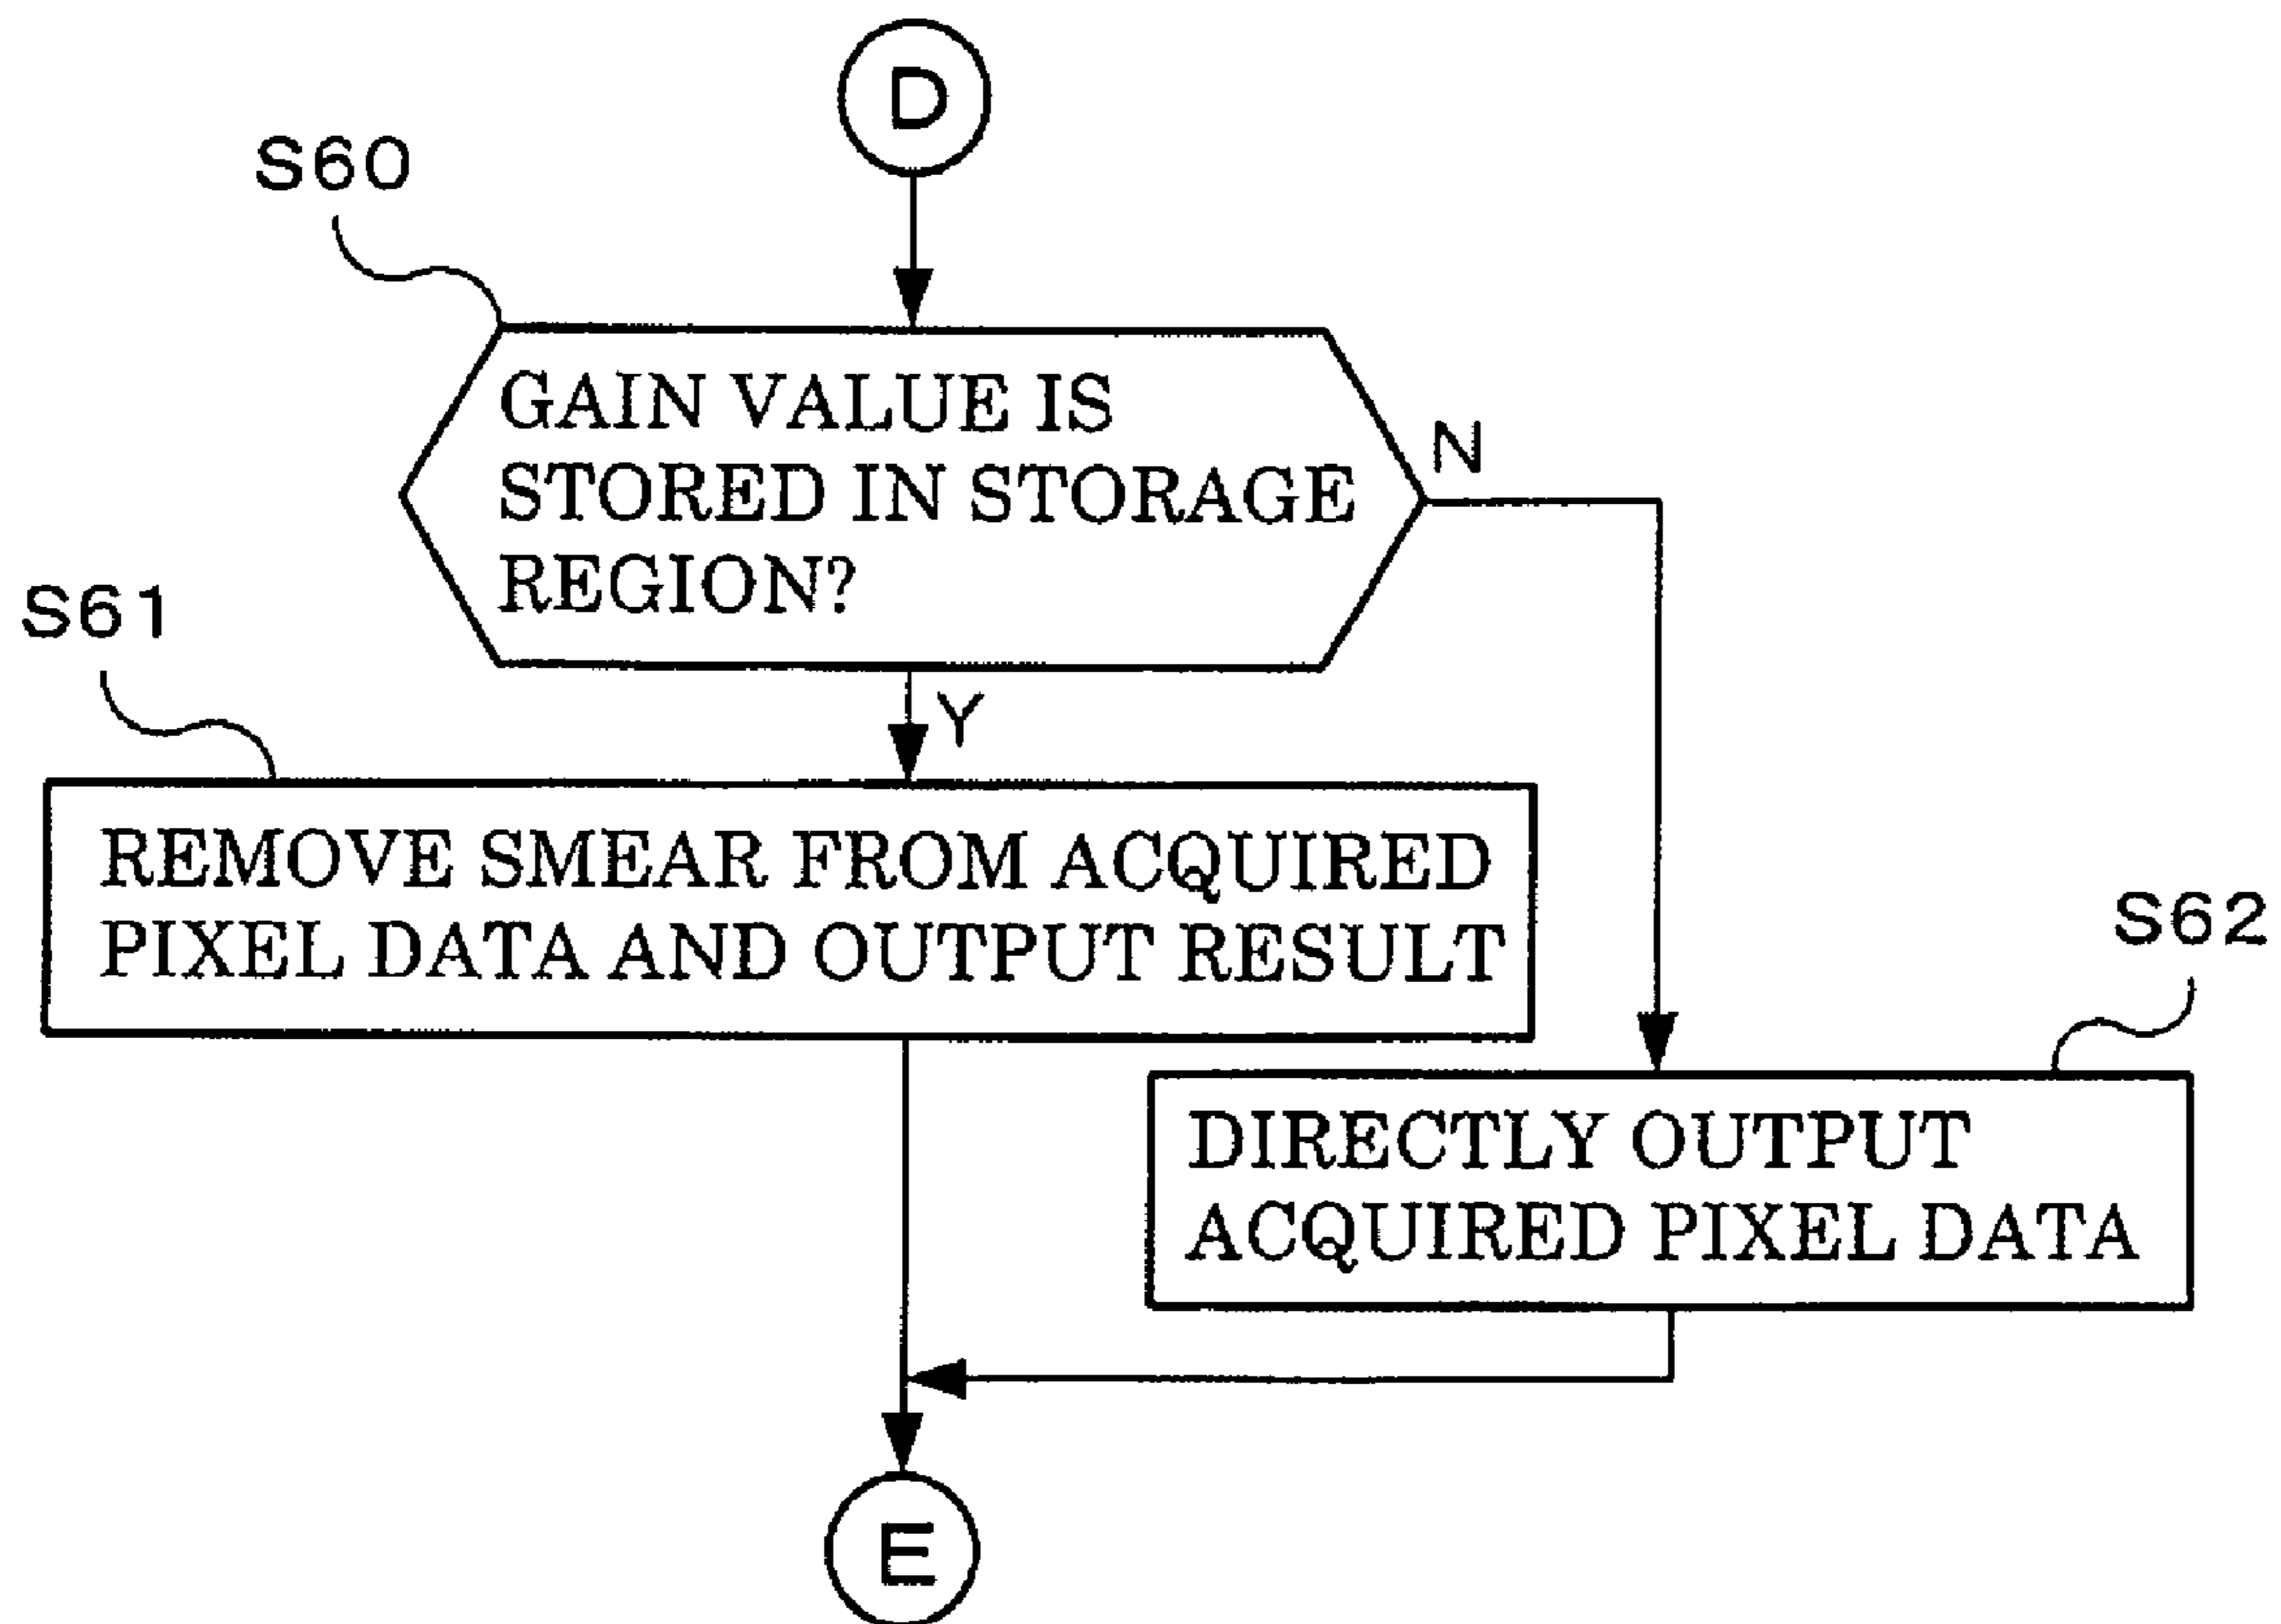 D
S60
GAIN VALUE IS
STORED IN STORAGE
REGION?
N
S61
Y
REMOVE SMEAR FROM ACQUIRED
PIXEL DATA AND OUTPUT RESULT
S62
DIRECTLY OUTPUT
ACQUIRED PIXEL DATA
E